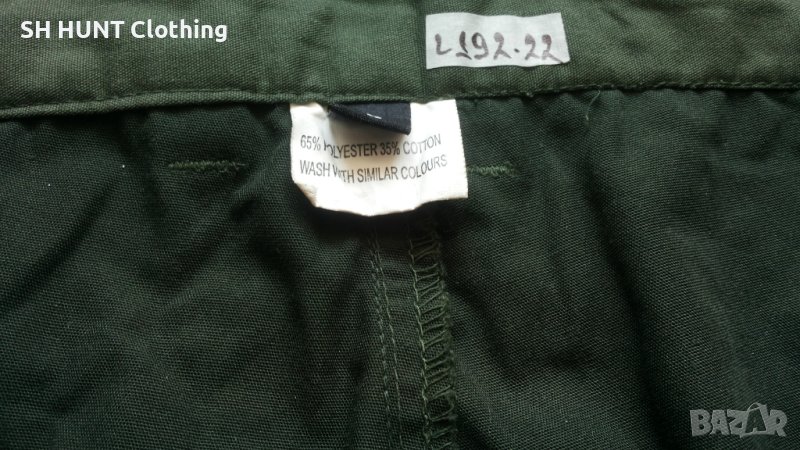 SH HUNT Clothing
L192.22
65% POLYESTER 35% COTTON
WASH WITH SIMILAR COLOURS
BAZAR